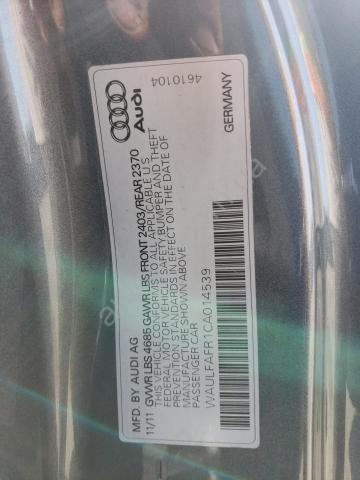 Audi
4610104
MFD. BY AUDI AG
11/11 GVWR LBS 4685 GAWR LBS FRONT 2403/REAR 2370
THIS VEHICLE CONFORMS TO ALL APPLICABLE U S
FEDERAL MOTOR VEHICLE SAFETY BUMPER AND THEFT
PREVENTION STANDARDS IN EFFECT ON THE DATE OF
MANUFACTURE SHOWN ABOVE
PASSENGER CAR
WAULFAFR1CA014539
GERMANY